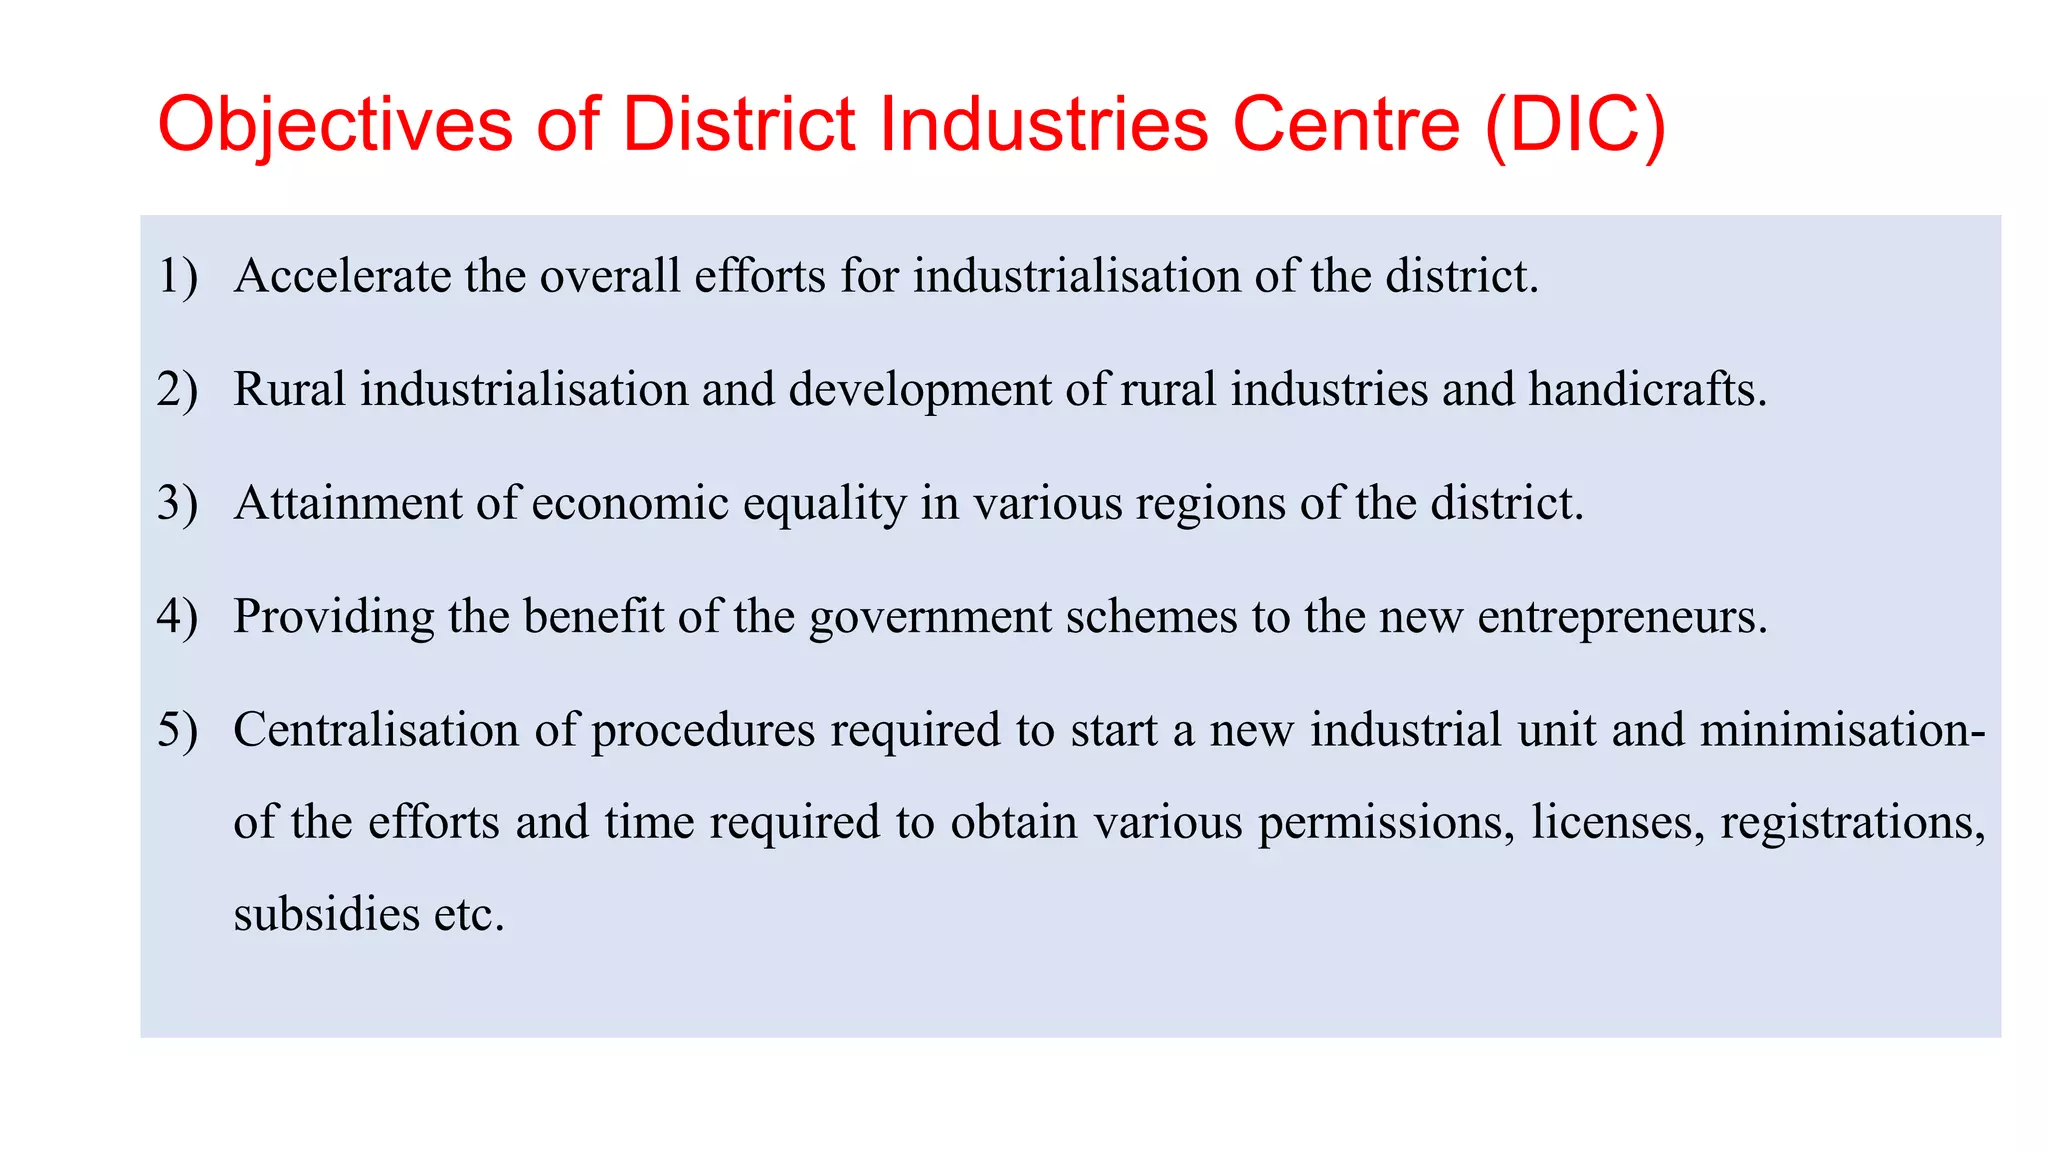 Objectives of District Industries Centre (DIC)
1) Accelerate the overall efforts for industrialisation of the district.
2) Rural industrialisation and development of rural industries and handicrafts.
3) Attainment of economic equality in various regions of the district.
4) Providing the benefit of the government schemes to the new entrepreneurs.
5) Centralisation of procedures required to start a new industrial unit and minimisation-
of the efforts and time required to obtain various permissions, licenses, registrations,
subsidies etc.